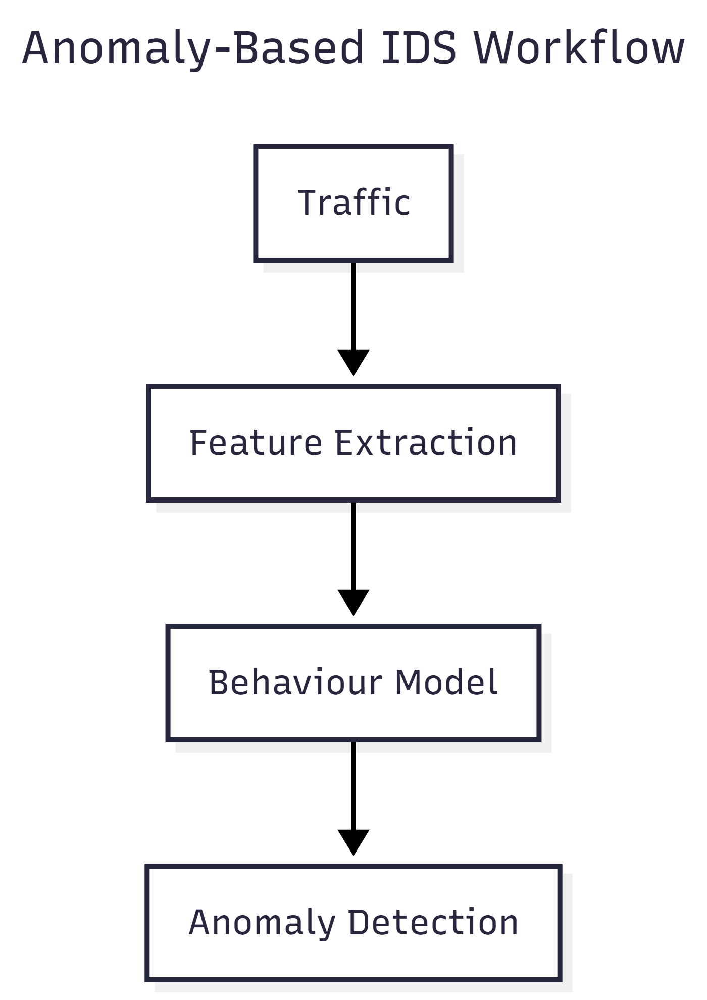 Anomaly-Based IDS Workflow
Traffic
Feature Extraction
Behaviour Model
Anomaly Detection